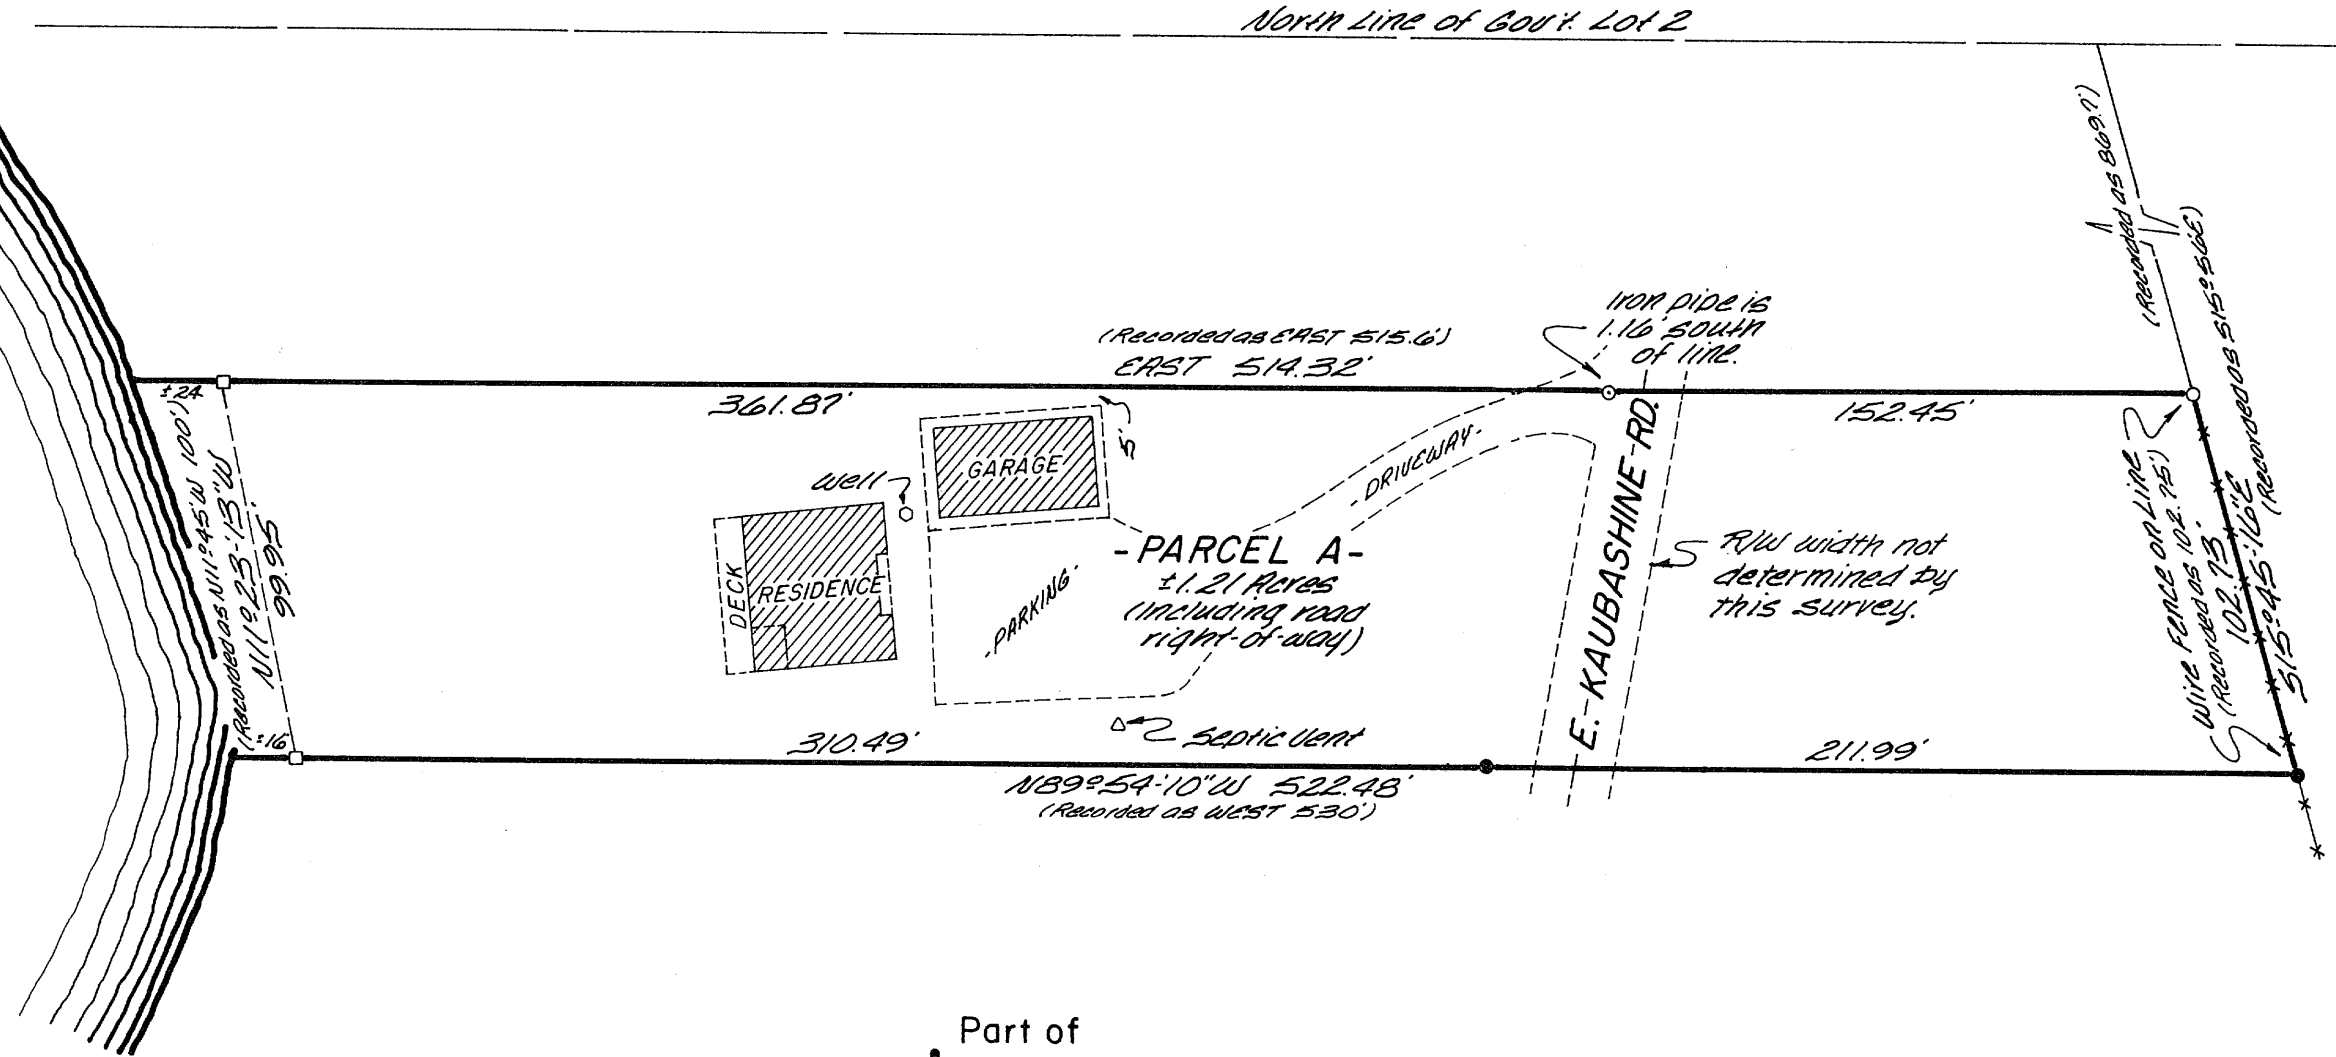 North Line of Gov't. Lot 2
(Recorded as 869.?')
(Recorded as S15°56'E)
Iron pipe is
1.16' south
of line.
(Recorded as EAST 515.6')
EAST 514.32'
±24
361.87'
152.45'
5'
GARAGE
Well
-DRIVEWAY-
E. KAUBASHINE RD.
(Recorded as N11°45'W 100')
N11°-23'-13"W
99.95'
DECK
RESIDENCE
-PARKING-
-PARCEL A-
±1.21 Acres
(Including road
right-of-way)
R/W width not
determined by
this survey.
Wire Fence on Line
(Recorded as 102.75')
102.73'
S15°-45'-16"E
±16
310.49'
Septic Vent
211.99'
N89°-54'-10"W 522.48'
(Recorded as WEST 530')
Part of